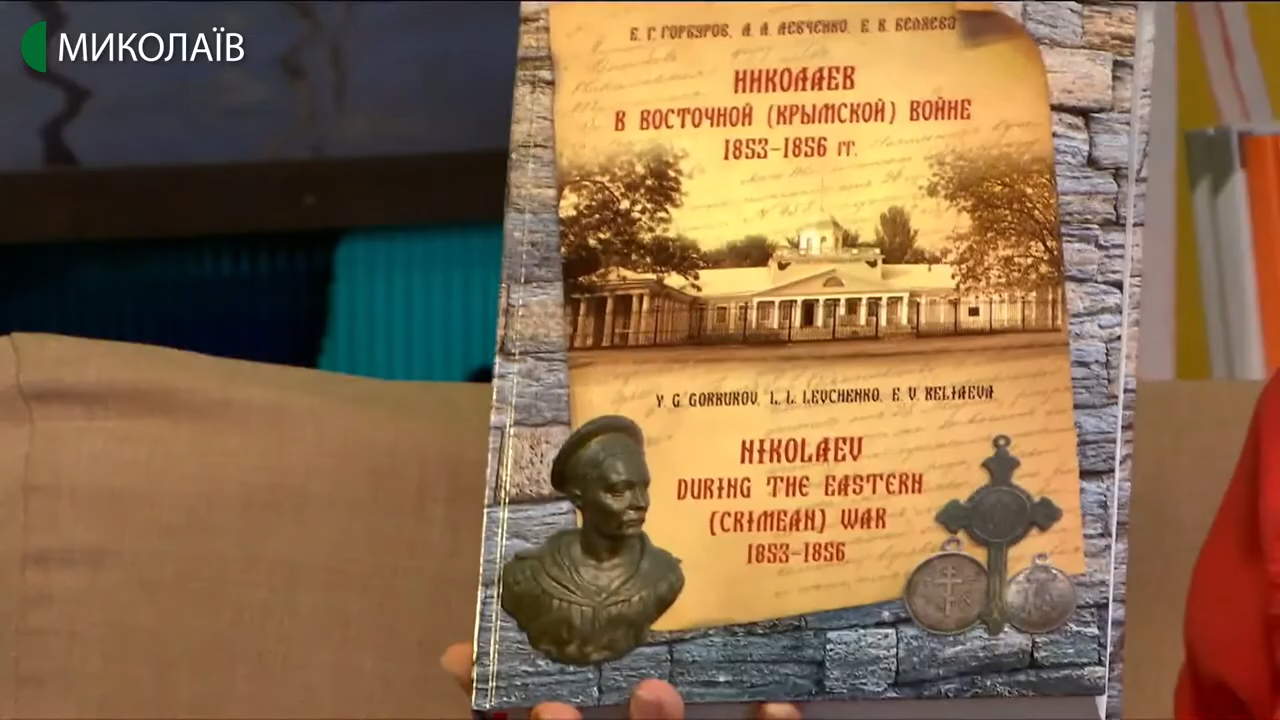 МИКОЛАЇВ
Е. Г. ГОРБУРОВ, Л. Л. ЛЕВЧЕНКО, Е. В. БЕЛЯЕВА
НИКОЛАЕВ
В ВОСТОЧНОЙ (КРЫМСКОЙ) ВОЙНЕ
1853–1856 гг.
Y. G. GORBUROV, L. L. LEVCHENKO, E. V. BELIAEVA
NIKOLAEV
DURING THE EASTERN
(CRIMEAN) WAR
1853–1856